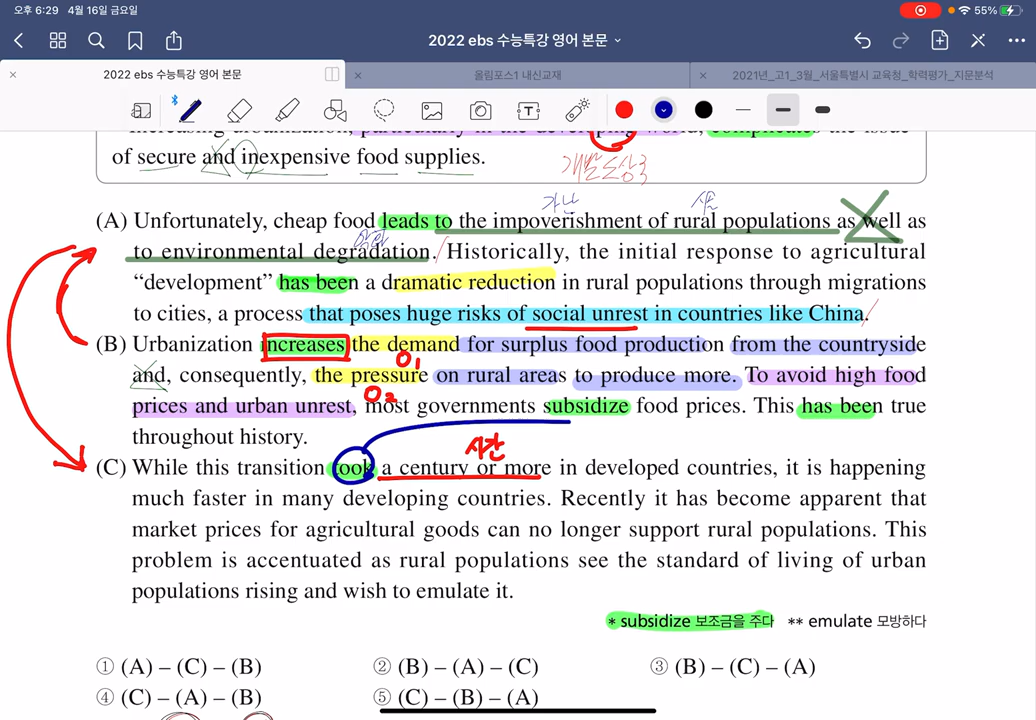 오후 6:29 4월 16일 금요일
55%
2022 ebs 수능특강 영어 본문
2022 ebs 수능특강 영어 본문
올림포스1 내신교재
2021년_고1_3월_서울특별시 교육청_학력평가_지문분석
Increasing urbanization, particularly in the developing world, complicates the issue
of secure and inexpensive food supplies.
개발도상국
가난
(A) Unfortunately, cheap food leads to the impoverishment of rural populations as well as
to environmental degradation. Historically, the initial response to agricultural
“development” has been a dramatic reduction in rural populations through migrations
to cities, a process that poses huge risks of social unrest in countries like China.
(B) Urbanization increases the demand for surplus food production from the countryside
O₁
and, consequently, the pressure on rural areas to produce more. To avoid high food
O₂
prices and urban unrest, most governments subsidize food prices. This has been true
throughout history.
시간
(C) While this transition took a century or more in developed countries, it is happening
much faster in many developing countries. Recently it has become apparent that
market prices for agricultural goods can no longer support rural populations. This
problem is accentuated as rural populations see the standard of living of urban
populations rising and wish to emulate it.
* subsidize 보조금을 주다 ** emulate 모방하다
① (A) – (C) – (B) ② (B) – (A) – (C) ③ (B) – (C) – (A)
④ (C) – (A) – (B) ⑤ (C) – (B) – (A)